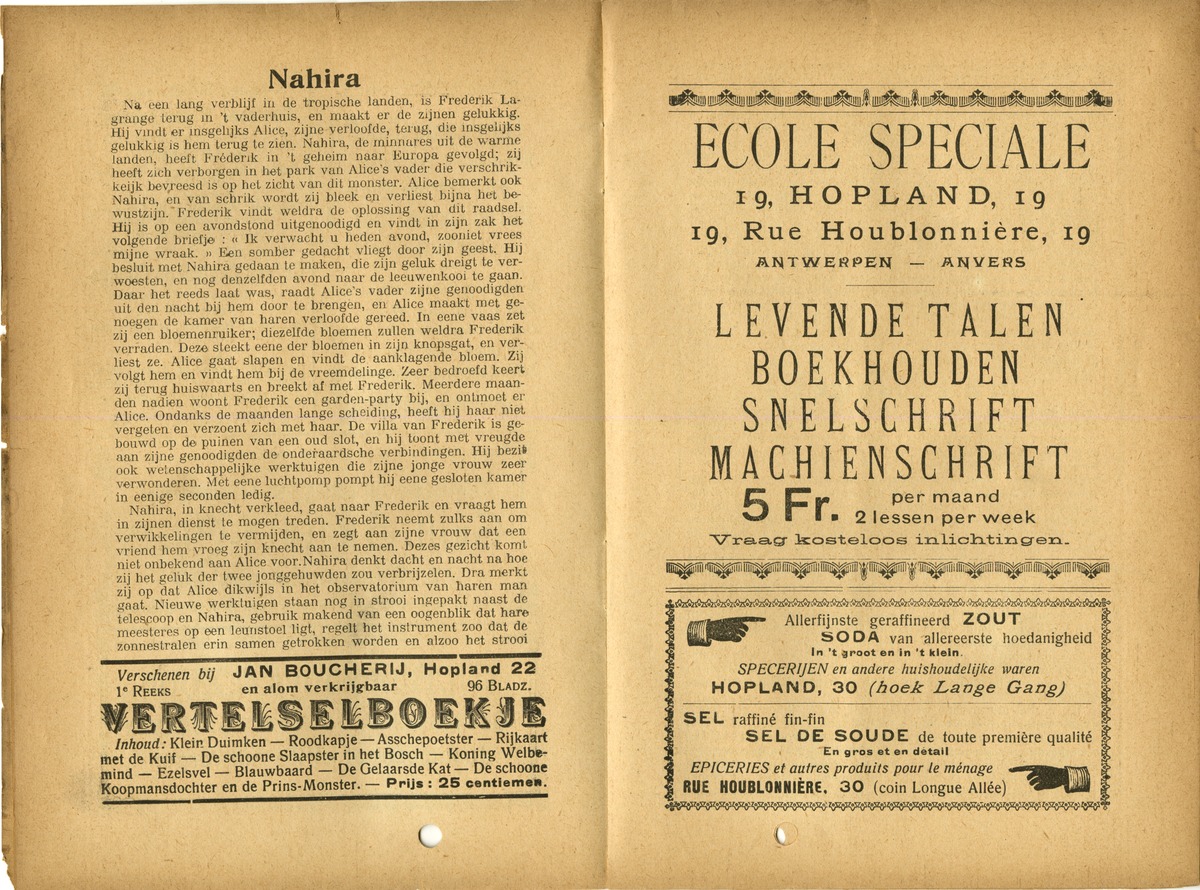 Nahira
Na een lang verblijf in de tropische landen, is Frederik La-
grange terug in 't vaderhuis, en maakt er de zijnen gelukkig.
Hij vindt er insgelijks Alice, zijne verloofde, terug, die insgelijks
gelukkig is hem terug te zien. Nahira, de minnares uit de warme
landen, heeft Fréderik in 't geheim naar Europa gevolgd; zij
heeft zich verborgen in het park van Alice's vader die verschrik-
keijk bevreesd is op het zicht van dit monster. Alice bemerkt ook
Nahira, en van schrik wordt zij bleek en verliest bijna het be-
wustzijn. Frederik vindt weldra de oplossing van dit raadsel.
Hij is op een avondstond uitgenoodigd en vindt in zijn zak het
volgende briefje : « Ik verwacht u heden avond, zooniet vrees
mijne wraak. » Een somber gedacht vliegt door zijn geest. Hij
besluit met Nahira gedaan te maken, die zijn geluk dreigt te ver-
woesten, en nog denzelfden avond naar de leeuwenkooi te gaan.
Daar het reeds laat was, raadt Alice's vader zijne genoodigden
uit den nacht bij hem door te brengen, en Alice maakt met ge-
noegen de kamer van haren verloofde gereed. In eene vaas zet
zij een bloemenruiker; diezelfde bloemen zullen weldra Frederik
verraden. Deze steekt eene der bloemen in zijn knopsgat, en ver-
liest ze. Alice gaat slapen en vindt de aanklagende bloem. Zij
volgt hem en vindt hem bij de vreemdelinge. Zeer bedroefd keert
zij terug huiswaarts en breekt af met Frederik. Meerdere maan-
den nadien woont Frederik een garden-party bij, en ontmoet er
Alice. Ondanks de maanden lange scheiding, heeft hij haar niet
vergeten en verzoent zich met haar. De villa van Frederik is ge-
bouwd op de puinen van een oud slot, en hij toont met vreugde
aan zijne genoodigden de onderaardsche verbindingen. Hij bezit
ook wetenschappelijke werktuigen die zijne jonge vrouw zeer
verwonderen. Met eene luchtpomp pompt hij eene gesloten kamer
in eenige seconden ledig.
Nahira, in knecht verkleed, gaat naar Frederik en vraagt hem
in zijnen dienst te mogen treden. Frederik neemt zulks aan om
verwikkelingen te vermijden, en zegt aan zijne vrouw dat een
vriend hem vroeg zijn knecht aan te nemen. Dezes gezicht komt
niet onbekend aan Alice voor.Nahira denkt dacht en nacht na hoe
zij het geluk der twee jonggehuwden zou verbrijzelen. Dra merkt
zij op dat Alice dikwijls in het observatorium van haren man
gaat. Nieuwe werktuigen staan nog in strooi ingepakt naast de
telescoop en Nahira, gebruik makend van een oogenblik dat hare
meesteres op een leunstoel ligt, regelt het instrument zoo dat de
zonnestralen erin samen getrokken worden en alzoo het strooi
Verschenen bij JAN BOUCHERIJ, Hopland 22
1e REEKS en alom verkrijgbaar 96 BLADZ.
VERTELSELBOEKJE
Inhoud: Klein Duimken — Roodkapje — Asschepoetster — Rijkaart
met de Kuif — De schoone Slaapster in het Bosch — Koning Welbe-
mind — Ezelsvel — Blauwbaard — De Gelaarsde Kat — De schoone
Koopmansdochter en de Prins-Monster. — Prijs : 25 centiemen.
ECOLE SPECIALE
19, HOPLAND, 19
19, Rue Houblonnière, 19
ANTWERPEN — ANVERS
LEVENDE TALEN
BOEKHOUDEN
SNELSCHRIFT
MACHIENSCHRIFT
5 Fr. per maand
2 lessen per week
Vraag kosteloos inlichtingen.
Allerfijnste geraffineerd ZOUT
SODA van allereerste hoedanigheid
In 't groot en in 't klein.
SPECERIJEN en andere huishoudelijke waren
HOPLAND, 30 (hoek Lange Gang)
SEL raffiné fin-fin
SEL DE SOUDE de toute première qualité
En gros et en détail
EPICERIES et autres produits pour le ménage
RUE HOUBLONNIÈRE, 30 (coin Longue Allée)